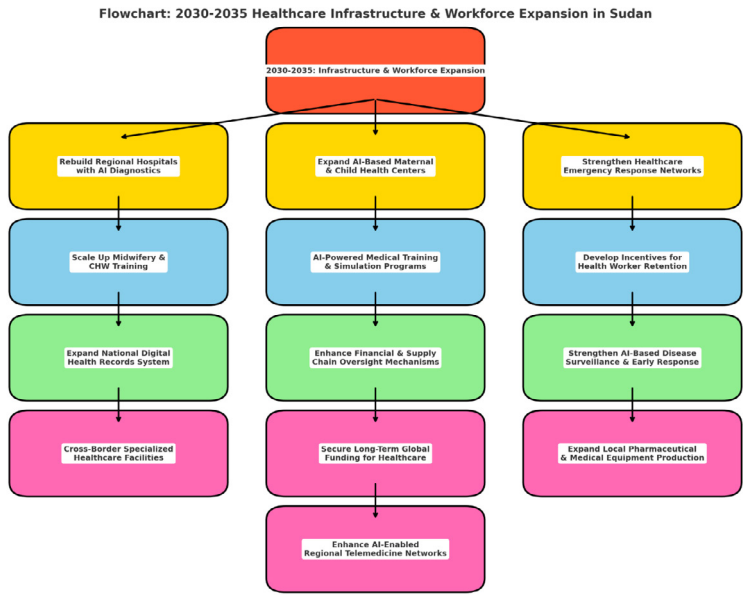 Flowchart: 2030-2035 Healthcare Infrastructure & Workforce Expansion in Sudan
2030-2035: Infrastructure & Workforce Expansion
Rebuild Regional Hospitals
with AI Diagnostics
Expand AI-Based Maternal
& Child Health Centers
Strengthen Healthcare
Emergency Response Networks
Scale Up Midwifery &
CHW Training
AI-Powered Medical Training
& Simulation Programs
Develop Incentives for
Health Worker Retention
Expand National Digital
Health Records System
Enhance Financial & Supply
Chain Oversight Mechanisms
Strengthen AI-Based Disease
Surveillance & Early Response
Cross-Border Specialized
Healthcare Facilities
Secure Long-Term Global
Funding for Healthcare
Expand Local Pharmaceutical
& Medical Equipment Production
Enhance AI-Enabled
Regional Telemedicine Networks